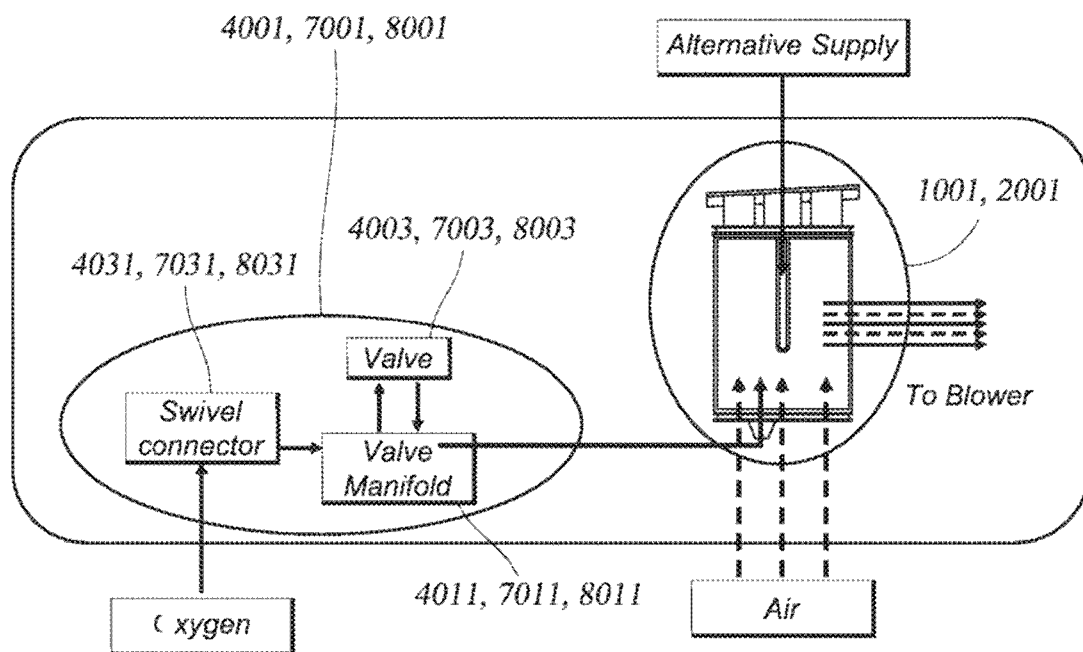 4001, 7001, 8001
Alternative Supply
1001, 2001
4003, 7003, 8003
4031, 7031, 8031
Valve
Swivel
connector
To Blower
Valve
Manifold
4011, 7011, 8011
Air
Oxygen